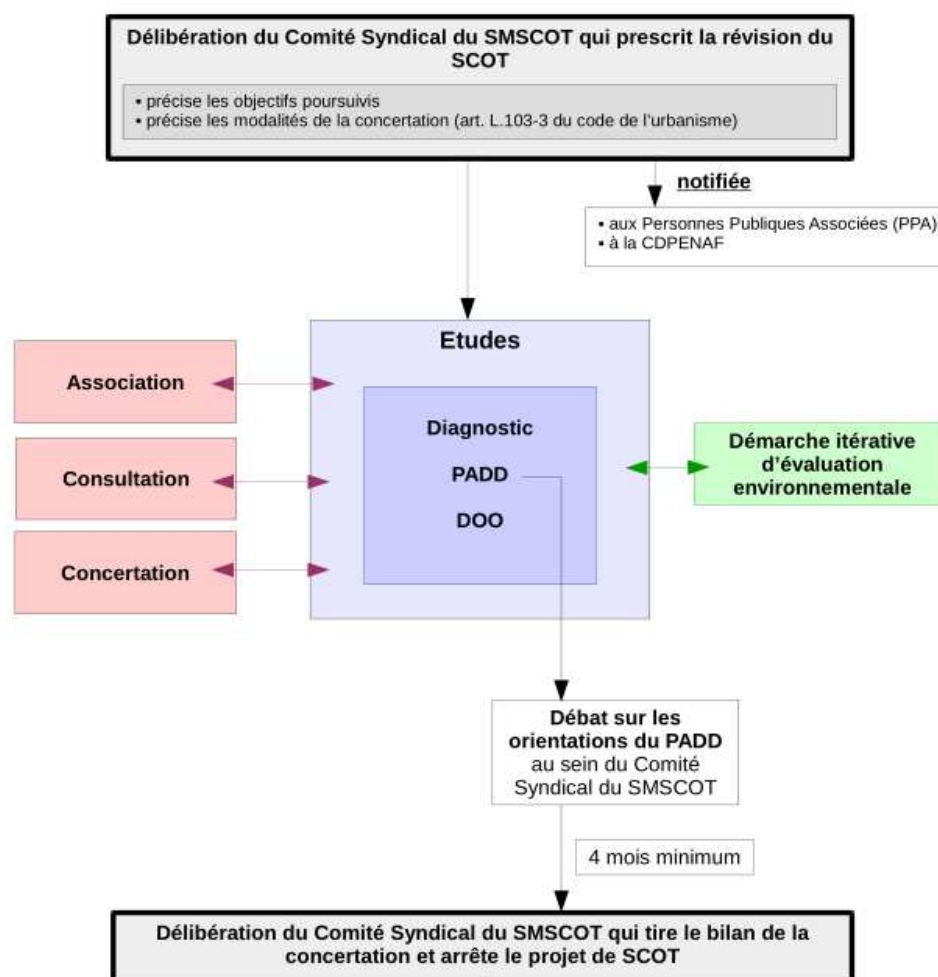 Délibération du Comité Syndical du SMSCOT qui prescrit la révision du
SCOT
▪ précise les objectifs poursuivis
▪ précise les modalités de la concertation (art. L.103-3 du code de l'urbanisme)
notifiée
▪ aux Personnes Publiques Associées (PPA)
▪ à la CDPENAF
Etudes
Association
Consultation
Concertation
Diagnostic
PADD
DOO
Démarche itérative
d'évaluation
environnementale
Débat sur les
orientations du PADD
au sein du Comité
Syndical du SMSCOT
4 mois minimum
Délibération du Comité Syndical du SMSCOT qui tire le bilan de la
concertation et arrête le projet de SCOT